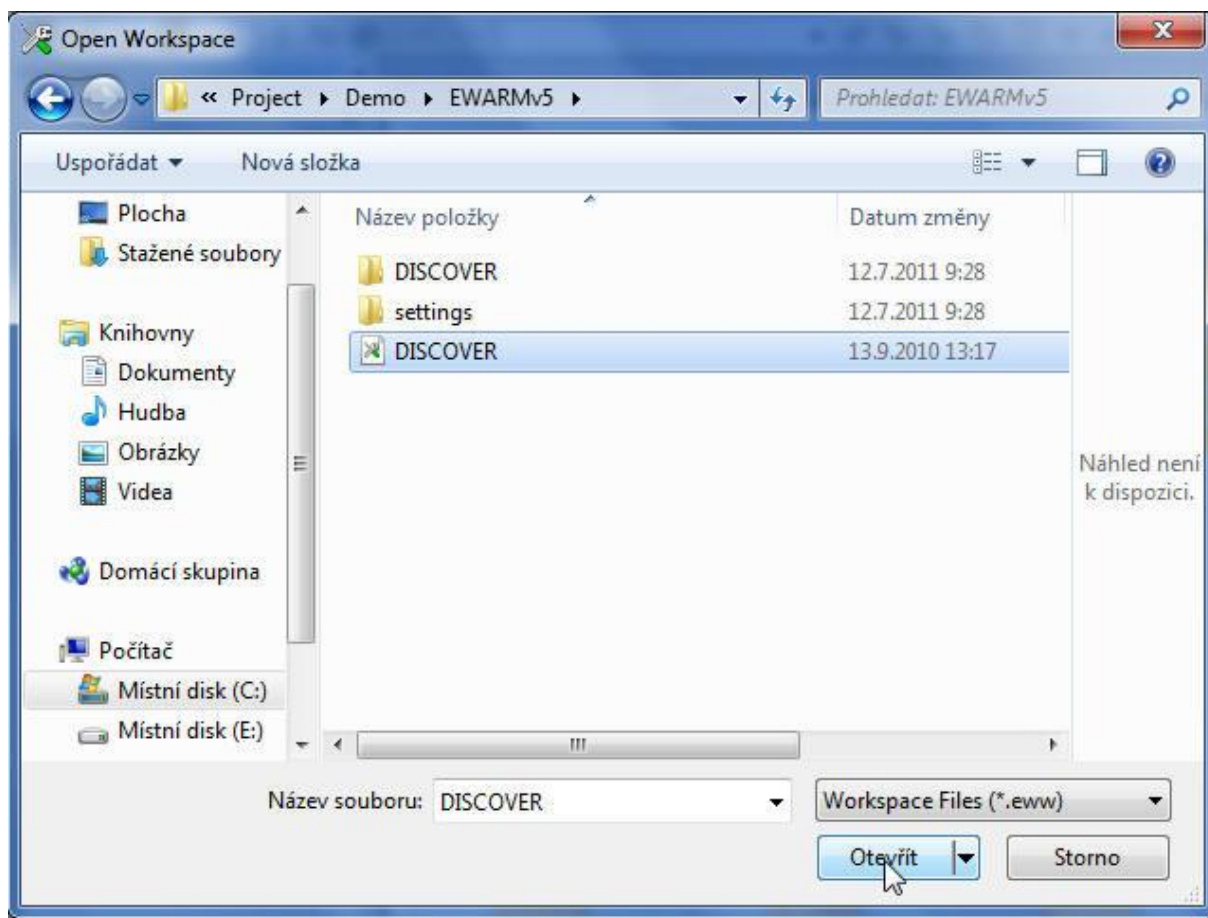 Open Workspace
« Project ▸ Demo ▸ EWARMv5 ▸
Prohledat: EWARMv5
Uspořádat ▾ Nová složka
Plocha
Stažené soubory
Knihovny
Dokumenty
Hudba
Obrázky
Videa
Domácí skupina
Počítač
Místní disk (C:)
Místní disk (E:)
Název položky Datum změny
DISCOVER 12.7.2011 9:28
settings 12.7.2011 9:28
DISCOVER 13.9.2010 13:17
Náhled není
k dispozici.
Název souboru: DISCOVER
Workspace Files (*.eww)
Otevřít
Storno